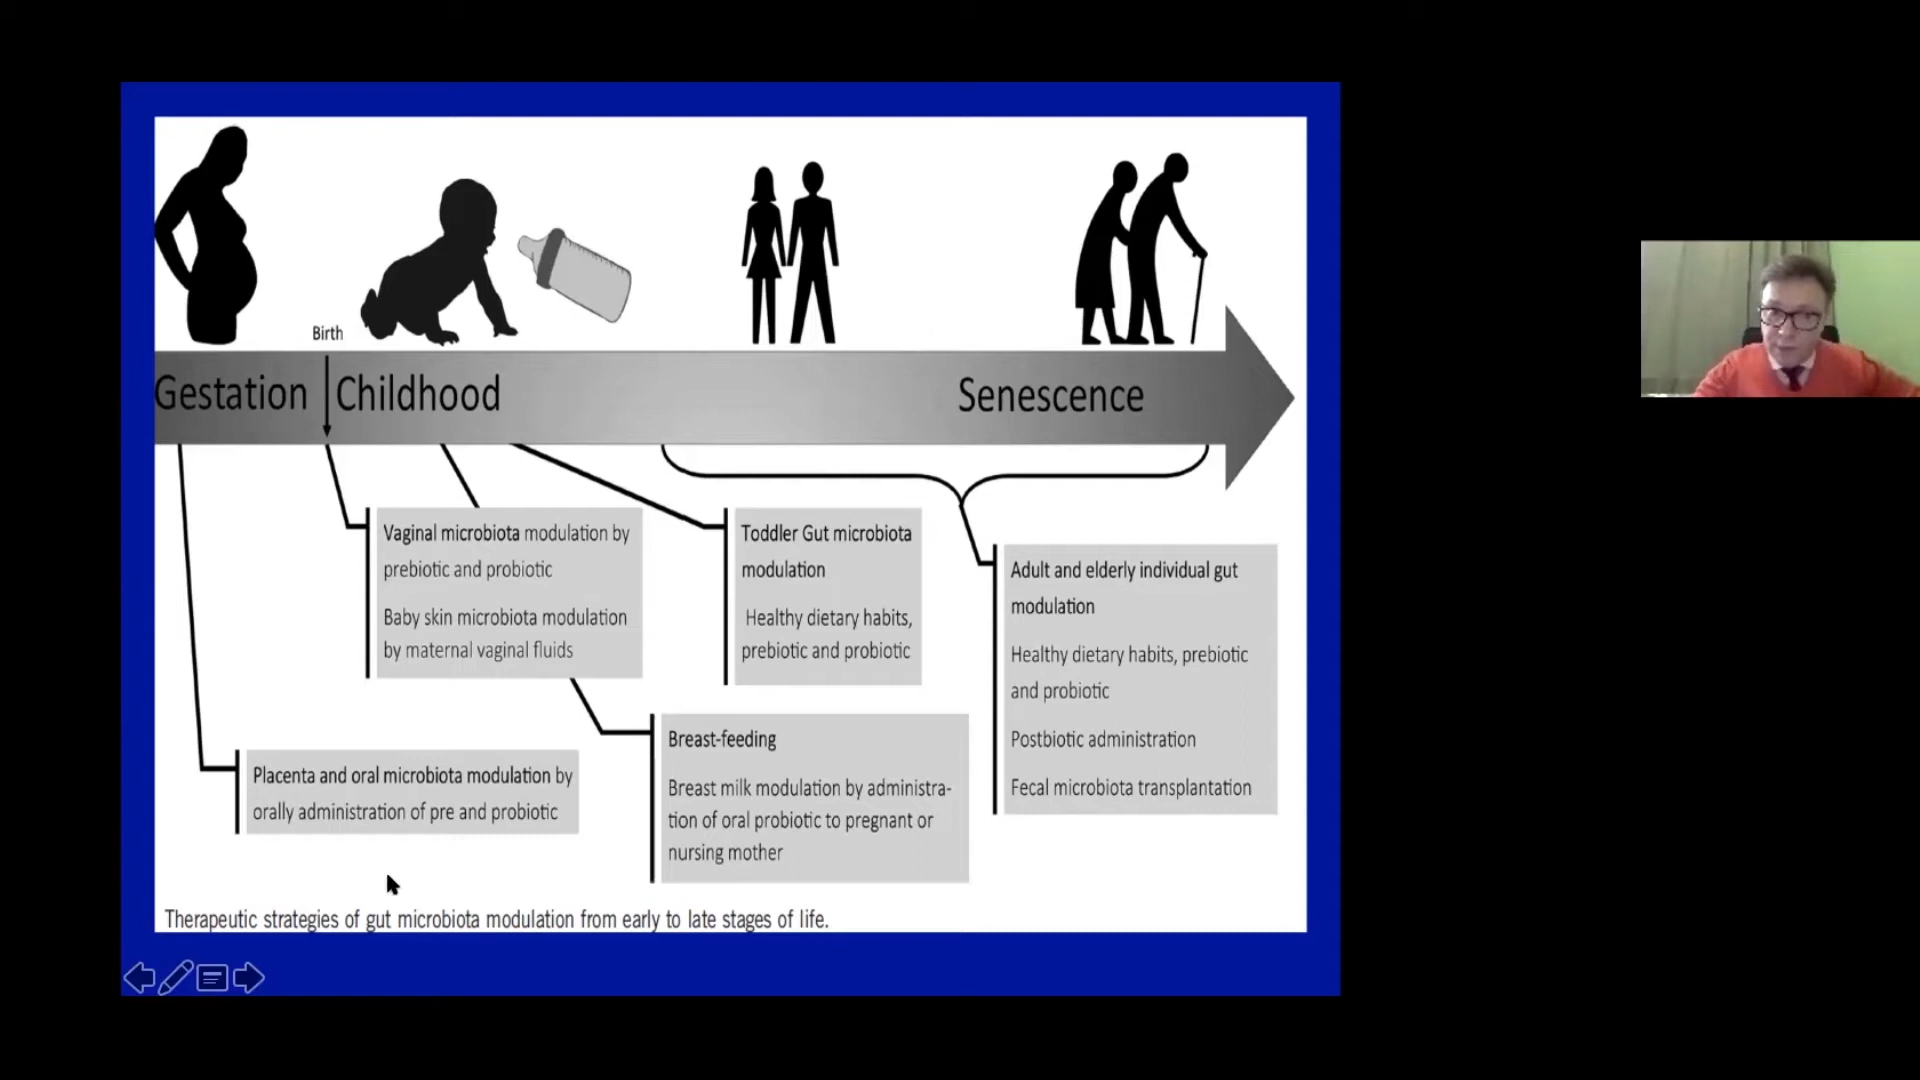 Birth
Gestation
Childhood
Senescence
Vaginal microbiota modulation by
prebiotic and probiotic
Baby skin microbiota modulation
by maternal vaginal fluids
Toddler Gut microbiota
modulation
Healthy dietary habits,
prebiotic and probiotic
Adult and elderly individual gut
modulation
Healthy dietary habits, prebiotic
and probiotic
Postbiotic administration
Fecal microbiota transplantation
Placenta and oral microbiota modulation by
orally administration of pre and probiotic
Breast-feeding
Breast milk modulation by administra-
tion of oral probiotic to pregnant or
nursing mother
Therapeutic strategies of gut microbiota modulation from early to late stages of life.